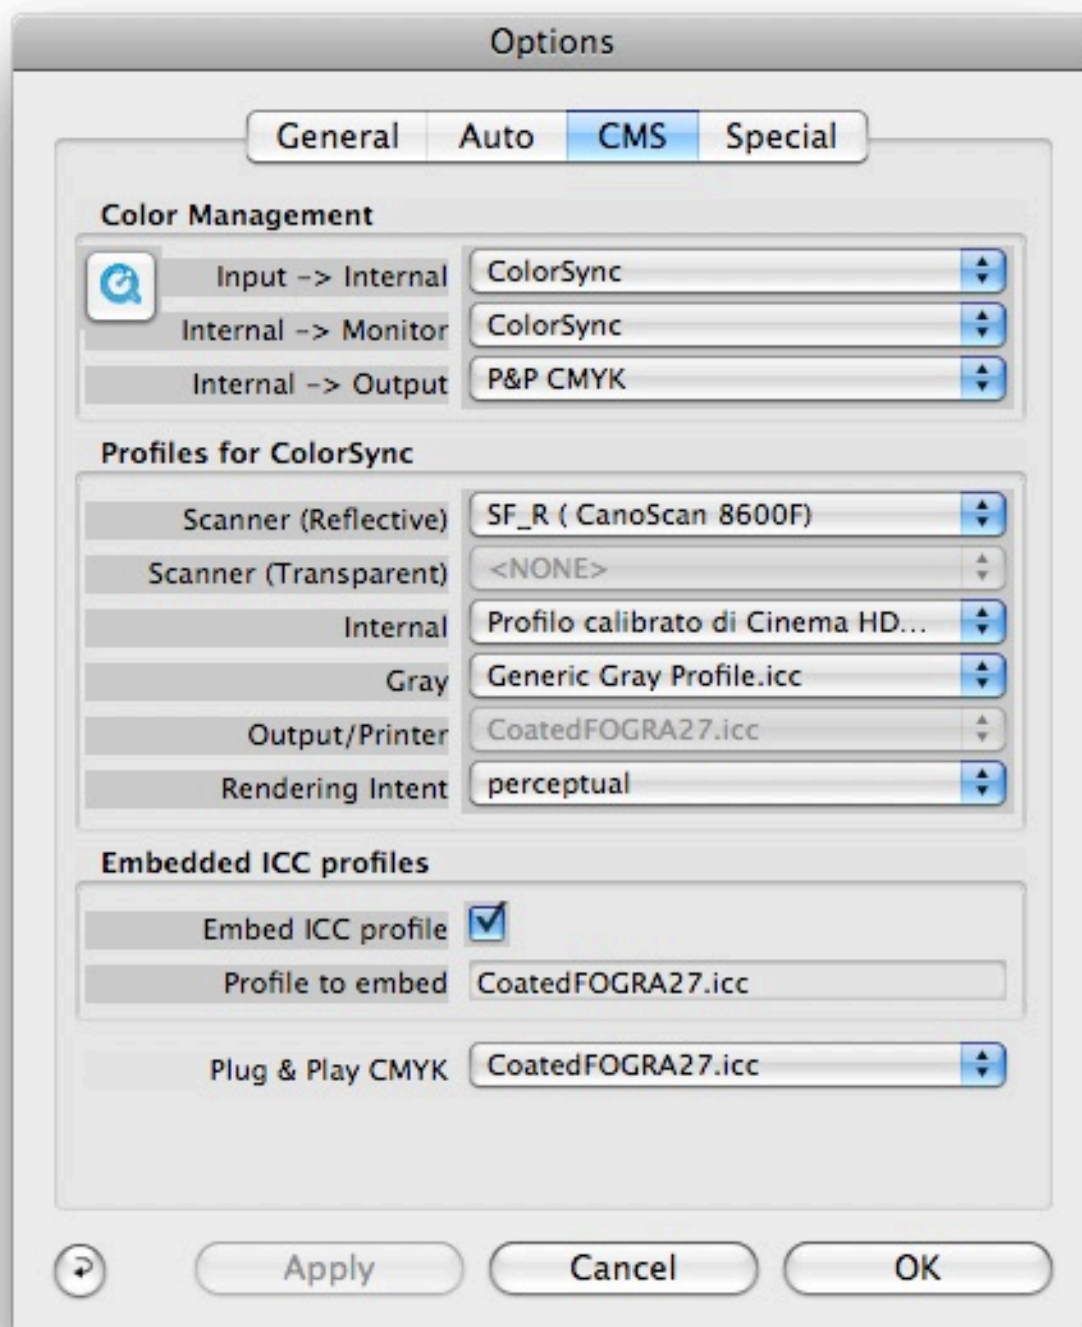 Options
General Auto CMS Special
Color Management
Input -> Internal ColorSync
Internal -> Monitor ColorSync
Internal -> Output P&P CMYK
Profiles for ColorSync
Scanner (Reflective) SF_R ( CanoScan 8600F)
Scanner (Transparent) <NONE>
Internal Profilo calibrato di Cinema HD...
Gray Generic Gray Profile.icc
Output/Printer CoatedFOGRA27.icc
Rendering Intent perceptual
Embedded ICC profiles
Embed ICC profile
Profile to embed CoatedFOGRA27.icc
Plug & Play CMYK CoatedFOGRA27.icc
Apply Cancel OK